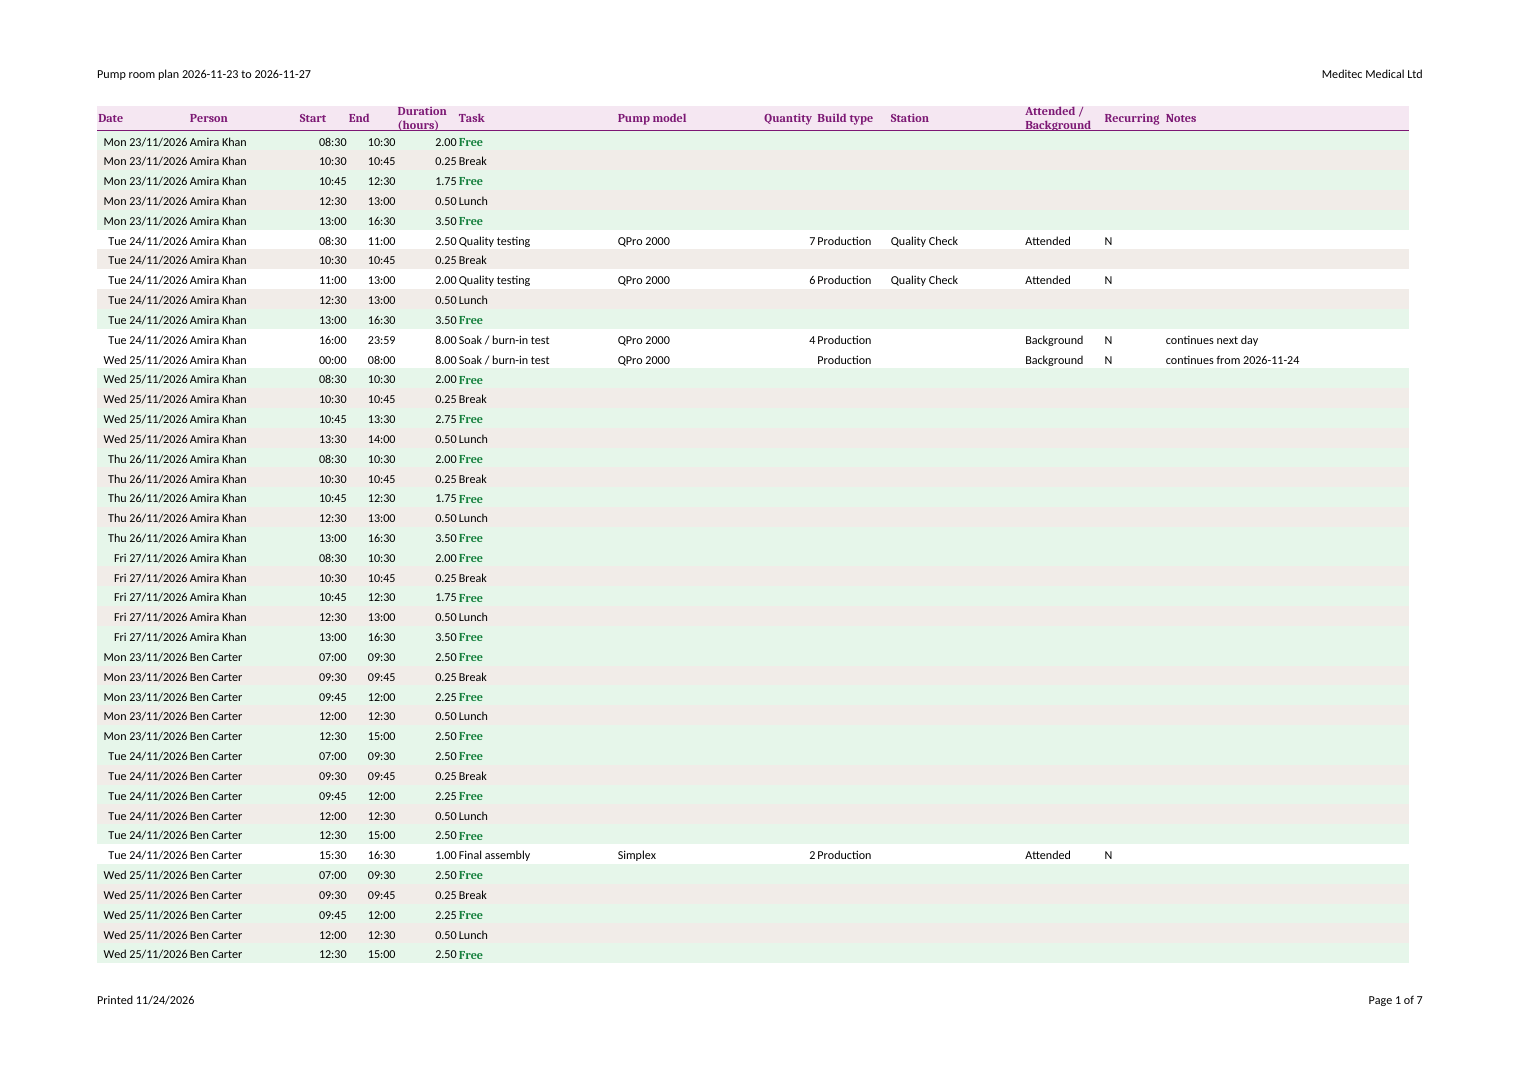 Pump room plan 2026-11-23 to 2026-11-27 Meditec Medical Ltd
Date Person Start End Duration (hours) Task Pump model Quantity Build type Station Attended / Background Recurring Notes
Mon 23/11/2026 Amira Khan 08:30 10:30 2.00 Free
Mon 23/11/2026 Amira Khan 10:30 10:45 0.25 Break
Mon 23/11/2026 Amira Khan 10:45 12:30 1.75 Free
Mon 23/11/2026 Amira Khan 12:30 13:00 0.50 Lunch
Mon 23/11/2026 Amira Khan 13:00 16:30 3.50 Free
Tue 24/11/2026 Amira Khan 08:30 11:00 2.50 Quality testing QPro 2000 7 Production Quality Check Attended N
Tue 24/11/2026 Amira Khan 10:30 10:45 0.25 Break
Tue 24/11/2026 Amira Khan 11:00 13:00 2.00 Quality testing QPro 2000 6 Production Quality Check Attended N
Tue 24/11/2026 Amira Khan 12:30 13:00 0.50 Lunch
Tue 24/11/2026 Amira Khan 13:00 16:30 3.50 Free
Tue 24/11/2026 Amira Khan 16:00 23:59 8.00 Soak / burn-in test QPro 2000 4 Production Background N continues next day
Wed 25/11/2026 Amira Khan 00:00 08:00 8.00 Soak / burn-in test QPro 2000 Production Background N continues from 2026-11-24
Wed 25/11/2026 Amira Khan 08:30 10:30 2.00 Free
Wed 25/11/2026 Amira Khan 10:30 10:45 0.25 Break
Wed 25/11/2026 Amira Khan 10:45 13:30 2.75 Free
Wed 25/11/2026 Amira Khan 13:30 14:00 0.50 Lunch
Thu 26/11/2026 Amira Khan 08:30 10:30 2.00 Free
Thu 26/11/2026 Amira Khan 10:30 10:45 0.25 Break
Thu 26/11/2026 Amira Khan 10:45 12:30 1.75 Free
Thu 26/11/2026 Amira Khan 12:30 13:00 0.50 Lunch
Thu 26/11/2026 Amira Khan 13:00 16:30 3.50 Free
Fri 27/11/2026 Amira Khan 08:30 10:30 2.00 Free
Fri 27/11/2026 Amira Khan 10:30 10:45 0.25 Break
Fri 27/11/2026 Amira Khan 10:45 12:30 1.75 Free
Fri 27/11/2026 Amira Khan 12:30 13:00 0.50 Lunch
Fri 27/11/2026 Amira Khan 13:00 16:30 3.50 Free
Mon 23/11/2026 Ben Carter 07:00 09:30 2.50 Free
Mon 23/11/2026 Ben Carter 09:30 09:45 0.25 Break
Mon 23/11/2026 Ben Carter 09:45 12:00 2.25 Free
Mon 23/11/2026 Ben Carter 12:00 12:30 0.50 Lunch
Mon 23/11/2026 Ben Carter 12:30 15:00 2.50 Free
Tue 24/11/2026 Ben Carter 07:00 09:30 2.50 Free
Tue 24/11/2026 Ben Carter 09:30 09:45 0.25 Break
Tue 24/11/2026 Ben Carter 09:45 12:00 2.25 Free
Tue 24/11/2026 Ben Carter 12:00 12:30 0.50 Lunch
Tue 24/11/2026 Ben Carter 12:30 15:00 2.50 Free
Tue 24/11/2026 Ben Carter 15:30 16:30 1.00 Final assembly Simplex 2 Production Attended N
Wed 25/11/2026 Ben Carter 07:00 09:30 2.50 Free
Wed 25/11/2026 Ben Carter 09:30 09:45 0.25 Break
Wed 25/11/2026 Ben Carter 09:45 12:00 2.25 Free
Wed 25/11/2026 Ben Carter 12:00 12:30 0.50 Lunch
Wed 25/11/2026 Ben Carter 12:30 15:00 2.50 Free
Printed 11/24/2026 Page 1 of 7